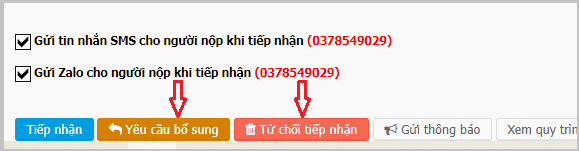 Gửi tin nhắn SMS cho người nộp khi tiếp nhận (0378549029)
Gửi Zalo cho người nộp khi tiếp nhận (0378549029)
Tiếp nhận Yêu cầu bổ sung Từ chối tiếp nhận Gửi thông báo Xem quy trìn